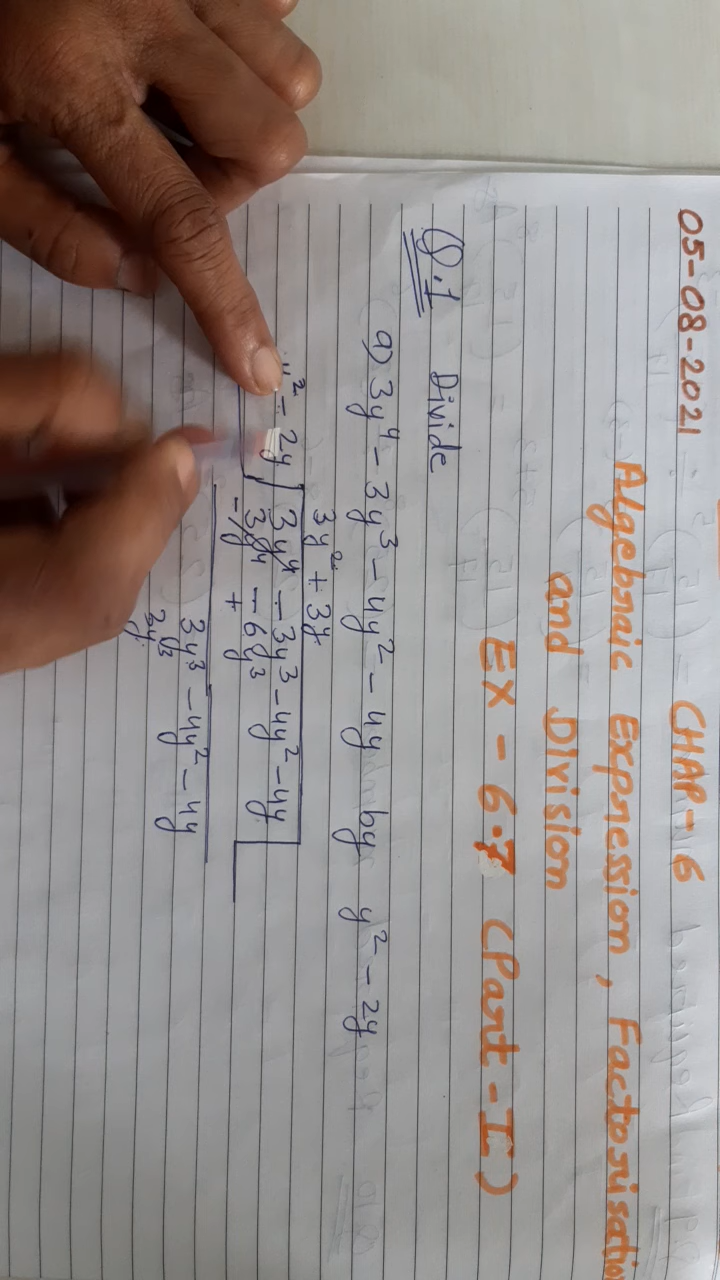 05-08-2021 CHAP-6
Algebraic Expression, Factorisation
and Division
EX-6.7 (Part-I)
Q.1 Divide
a) 3y⁴ - 3y³ - 4y² - 4y by y² - 2y
3y² + 3y
y² - 2y 3y⁴ - 3y³ - 4y² - 4y
3y⁴ - 6y³
- +
3y³ - 4y² - 4y
3y³